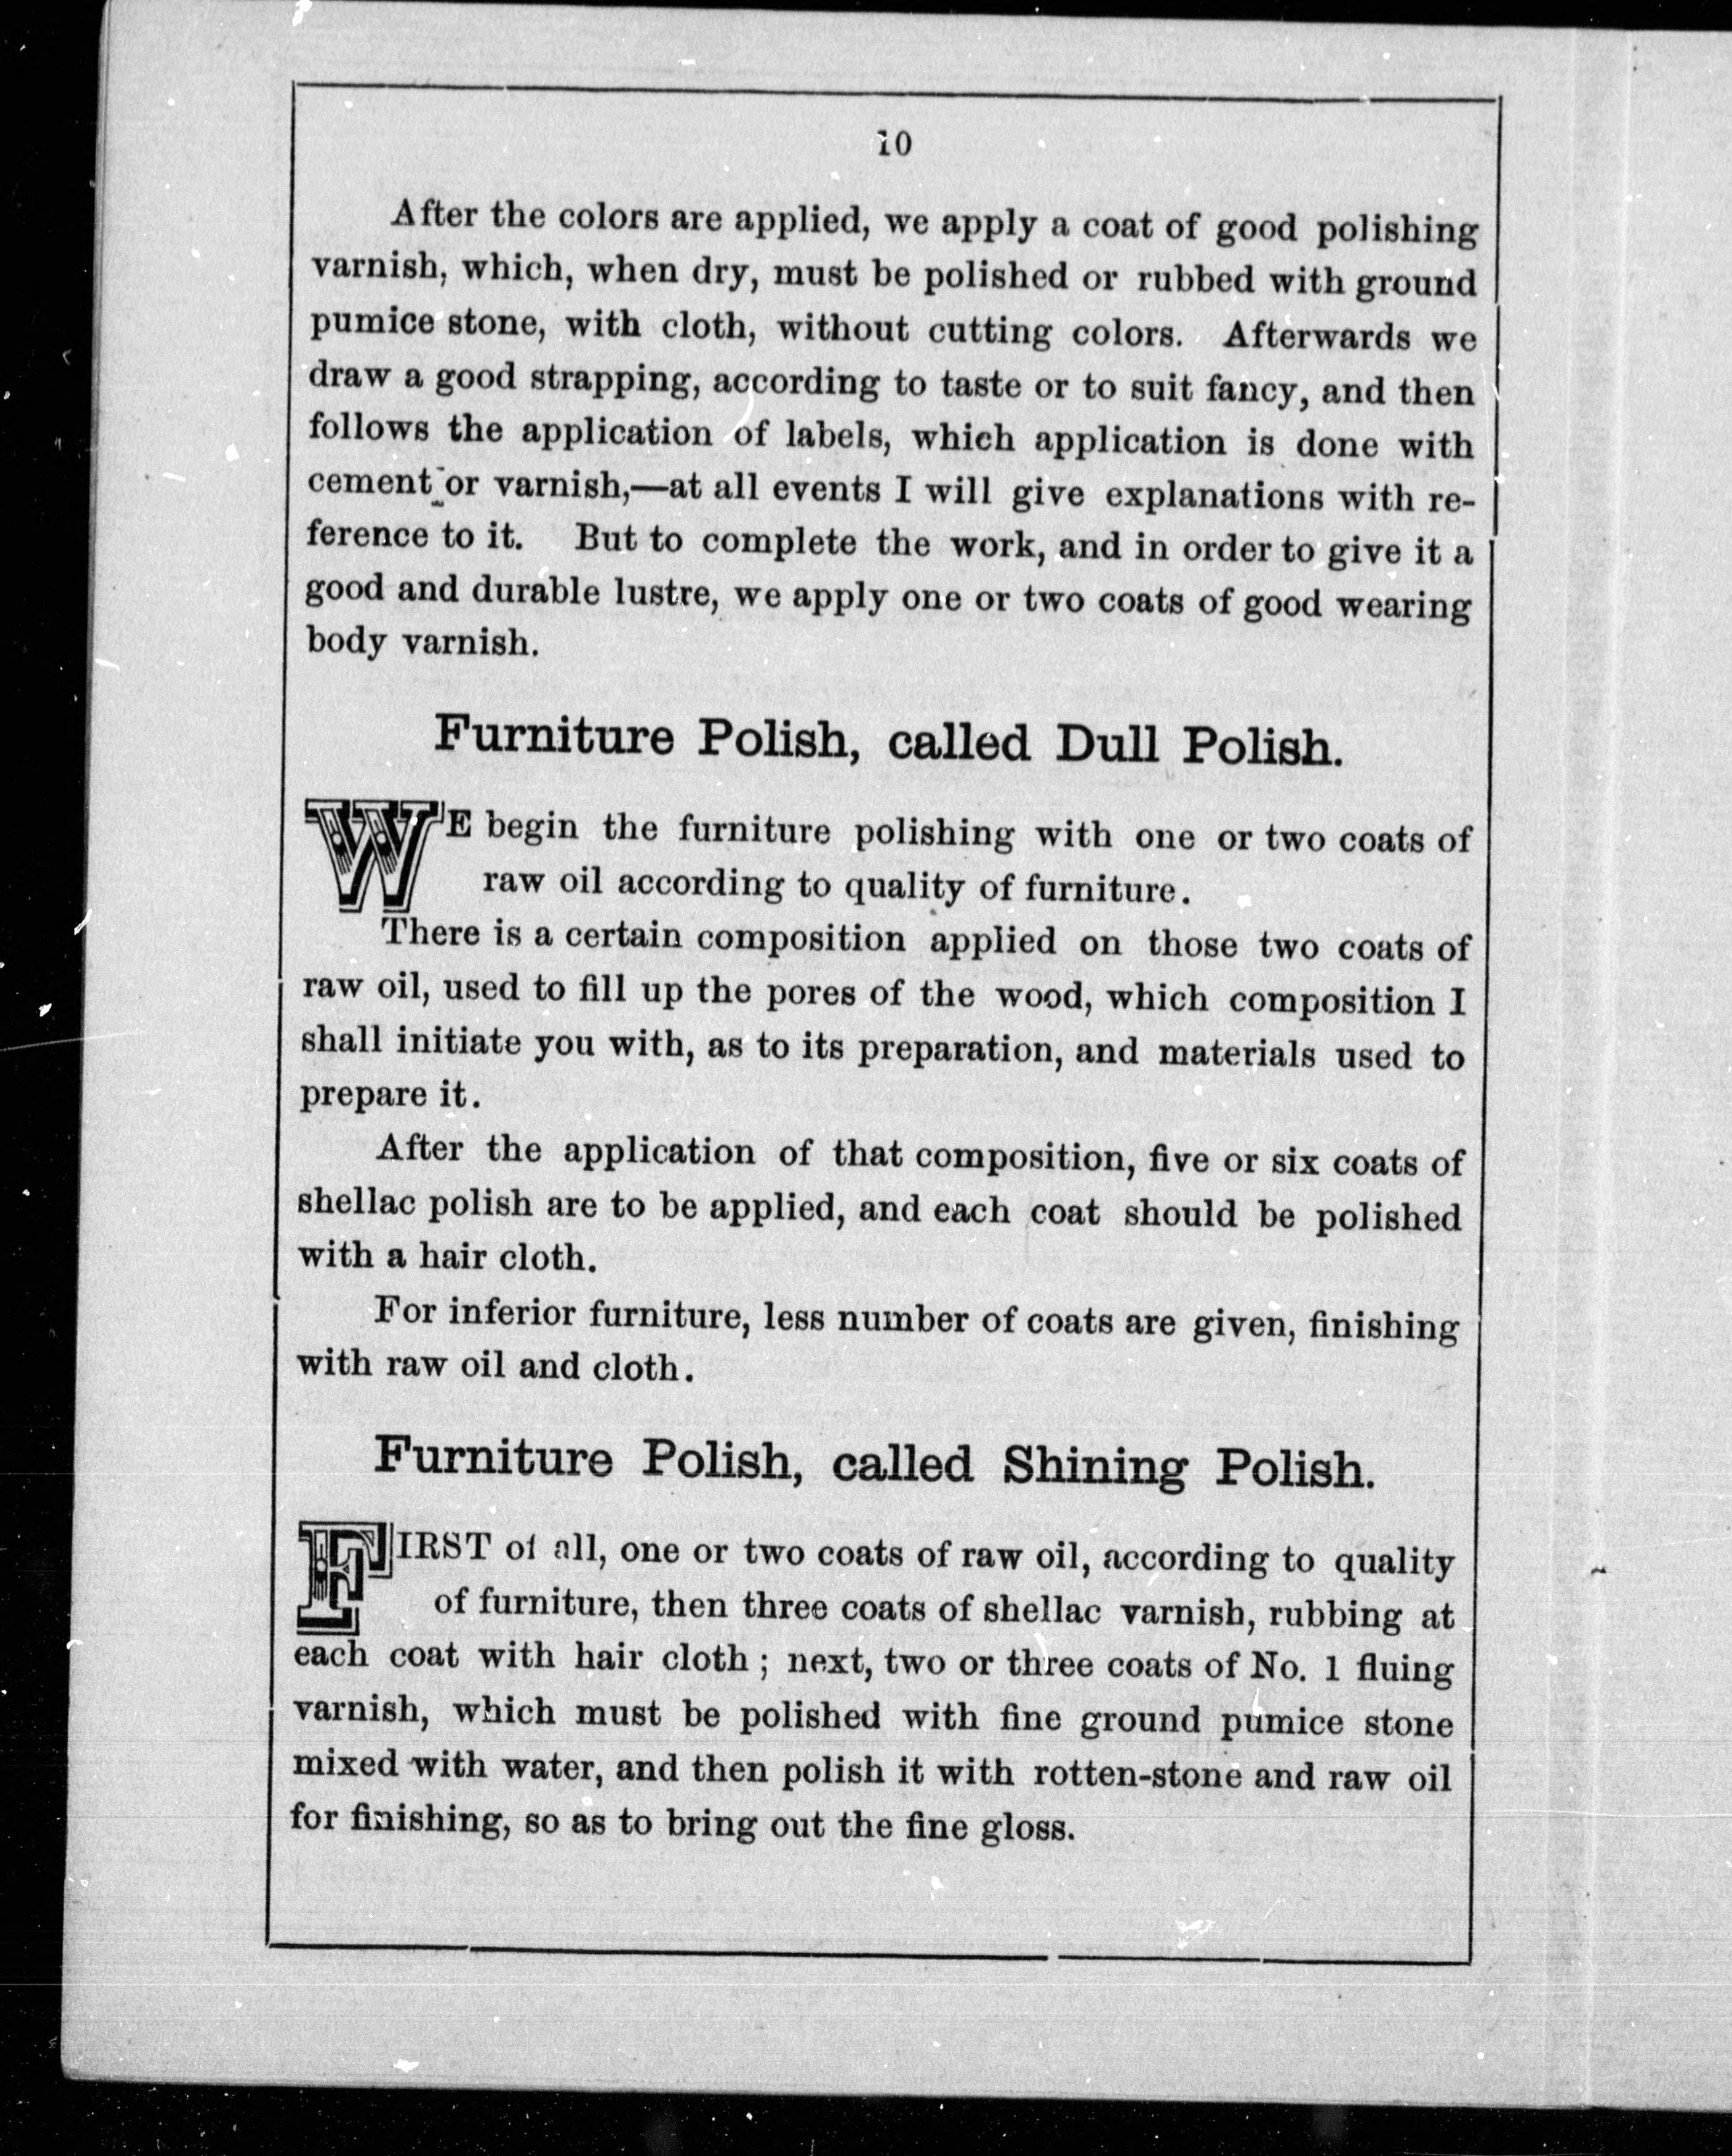 10
After the colors are applied, we apply a coat of good polishing
varnish, which, when dry, must be polished or rubbed with ground
pumice stone, with cloth, without cutting colors. Afterwards we
draw a good strapping, according to taste or to suit fancy, and then
follows the application of labels, which application is done with
cement or varnish,—at all events I will give explanations with re-
ference to it. But to complete the work, and in order to give it a
good and durable lustre, we apply one or two coats of good wearing
body varnish.
Furniture Polish, called Dull Polish.
WE begin the furniture polishing with one or two coats of
raw oil according to quality of furniture.
There is a certain composition applied on those two coats of
raw oil, used to fill up the pores of the wood, which composition I
shall initiate you with, as to its preparation, and materials used to
prepare it.
After the application of that composition, five or six coats of
shellac polish are to be applied, and each coat should be polished
with a hair cloth.
For inferior furniture, less number of coats are given, finishing
with raw oil and cloth.
Furniture Polish, called Shining Polish.
FIRST of all, one or two coats of raw oil, according to quality
of furniture, then three coats of shellac varnish, rubbing at
each coat with hair cloth ; next, two or three coats of No. 1 fluing
varnish, which must be polished with fine ground pumice stone
mixed with water, and then polish it with rotten-stone and raw oil
for finishing, so as to bring out the fine gloss.